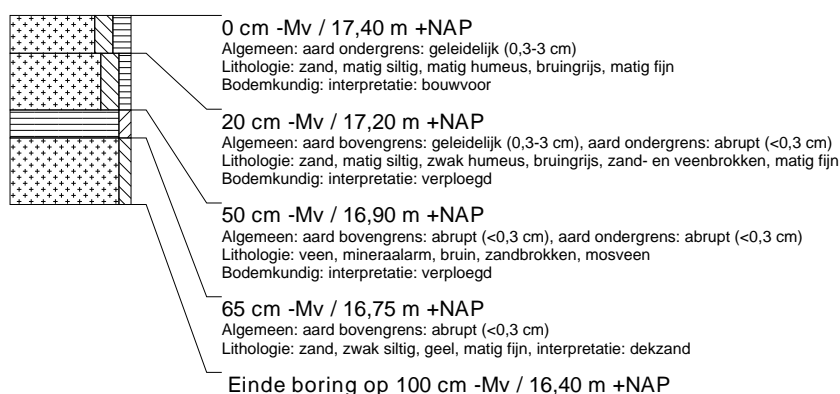 0 cm -Mv / 17,40 m +NAP
Algemeen: aard ondergrens: geleidelijk (0,3-3 cm)
Lithologie: zand, matig siltig, matig humeus, bruingrijs, matig fijn
Bodemkundig: interpretatie: bouwvoor
20 cm -Mv / 17,20 m +NAP
Algemeen: aard bovengrens: geleidelijk (0,3-3 cm), aard ondergrens: abrupt (<0,3 cm)
Lithologie: zand, matig siltig, zwak humeus, bruingrijs, zand- en veenbrokken, matig fijn
Bodemkundig: interpretatie: verploegd
50 cm -Mv / 16,90 m +NAP
Algemeen: aard bovengrens: abrupt (<0,3 cm), aard ondergrens: abrupt (<0,3 cm)
Lithologie: veen, mineraalarm, bruin, zandbrokken, mosveen
Bodemkundig: interpretatie: verploegd
65 cm -Mv / 16,75 m +NAP
Algemeen: aard bovengrens: abrupt (<0,3 cm)
Lithologie: zand, zwak siltig, geel, matig fijn, interpretatie: dekzand
Einde boring op 100 cm -Mv / 16,40 m +NAP